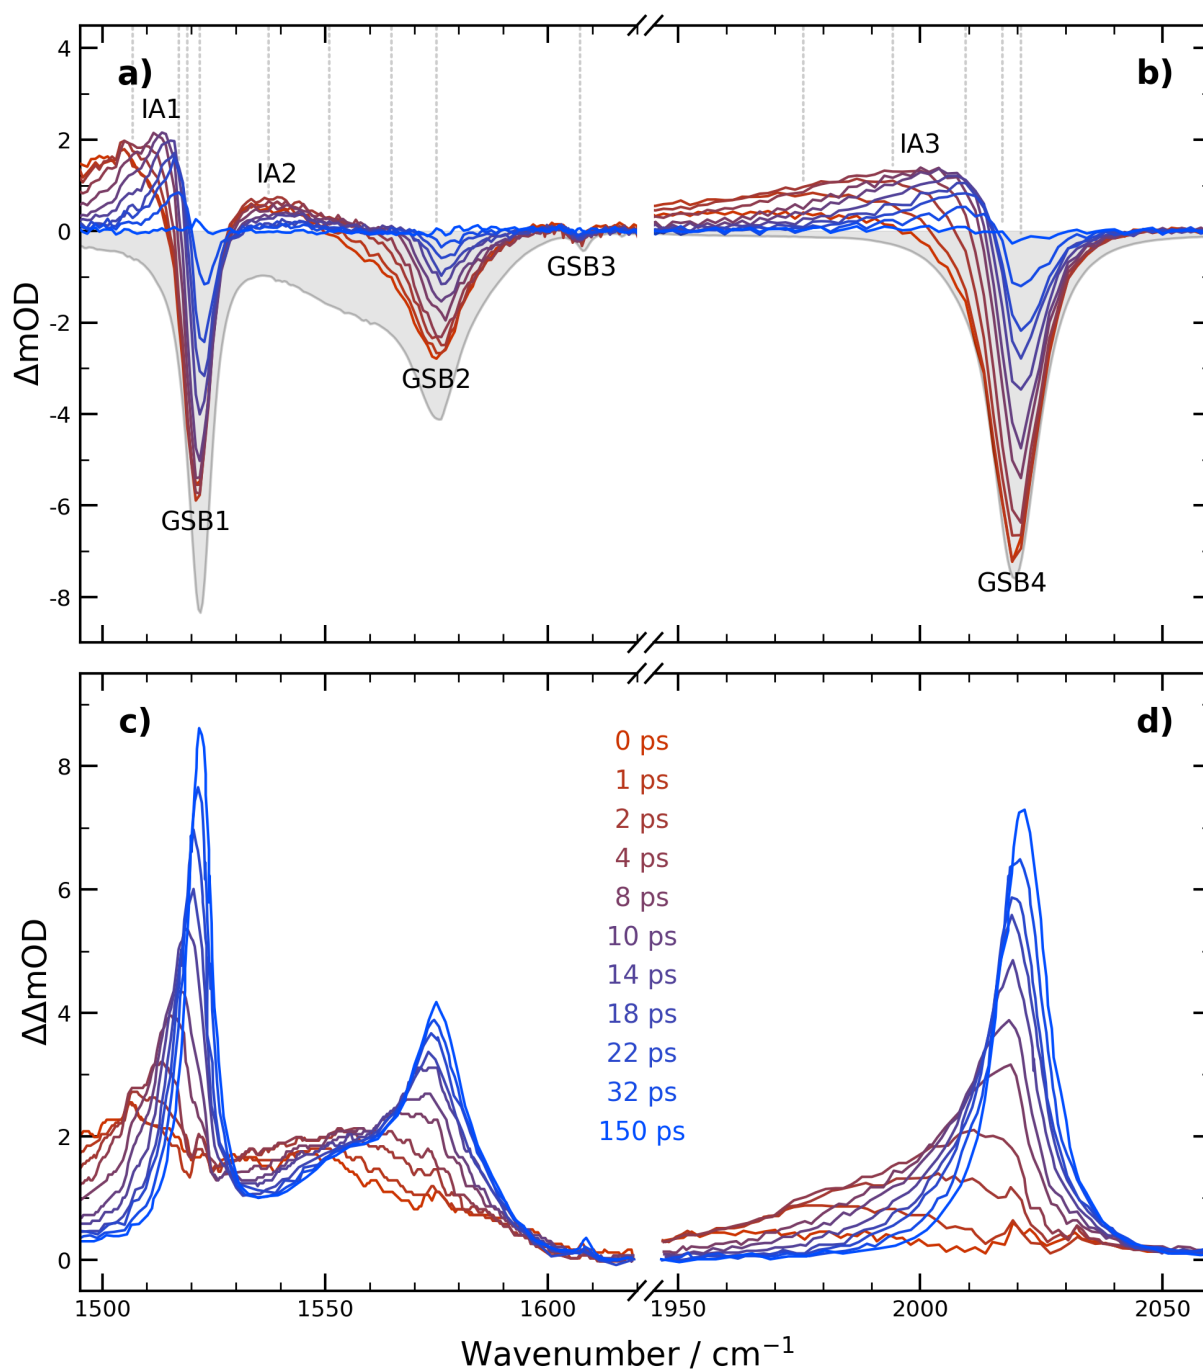 a)
b)
IA1
IA2
IA3
GSB1
GSB2
GSB3
GSB4
ΔmOD
4
2
0
-2
-4
-6
-8
c)
d)
0 ps
1 ps
2 ps
4 ps
8 ps
10 ps
14 ps
18 ps
22 ps
32 ps
150 ps
ΔΔmOD
8
6
4
2
0
1500 1550 1600 1950 2000 2050
Wavenumber / cm⁻¹